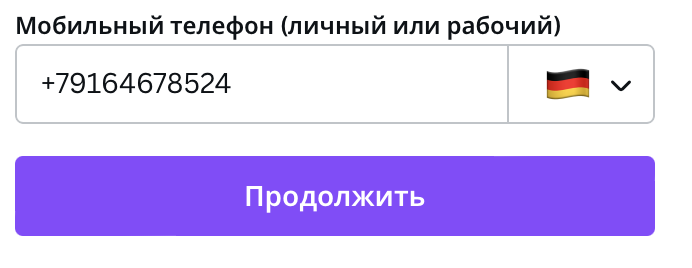 Мобильный телефон (личный или рабочий)
+79164678524
Продолжить